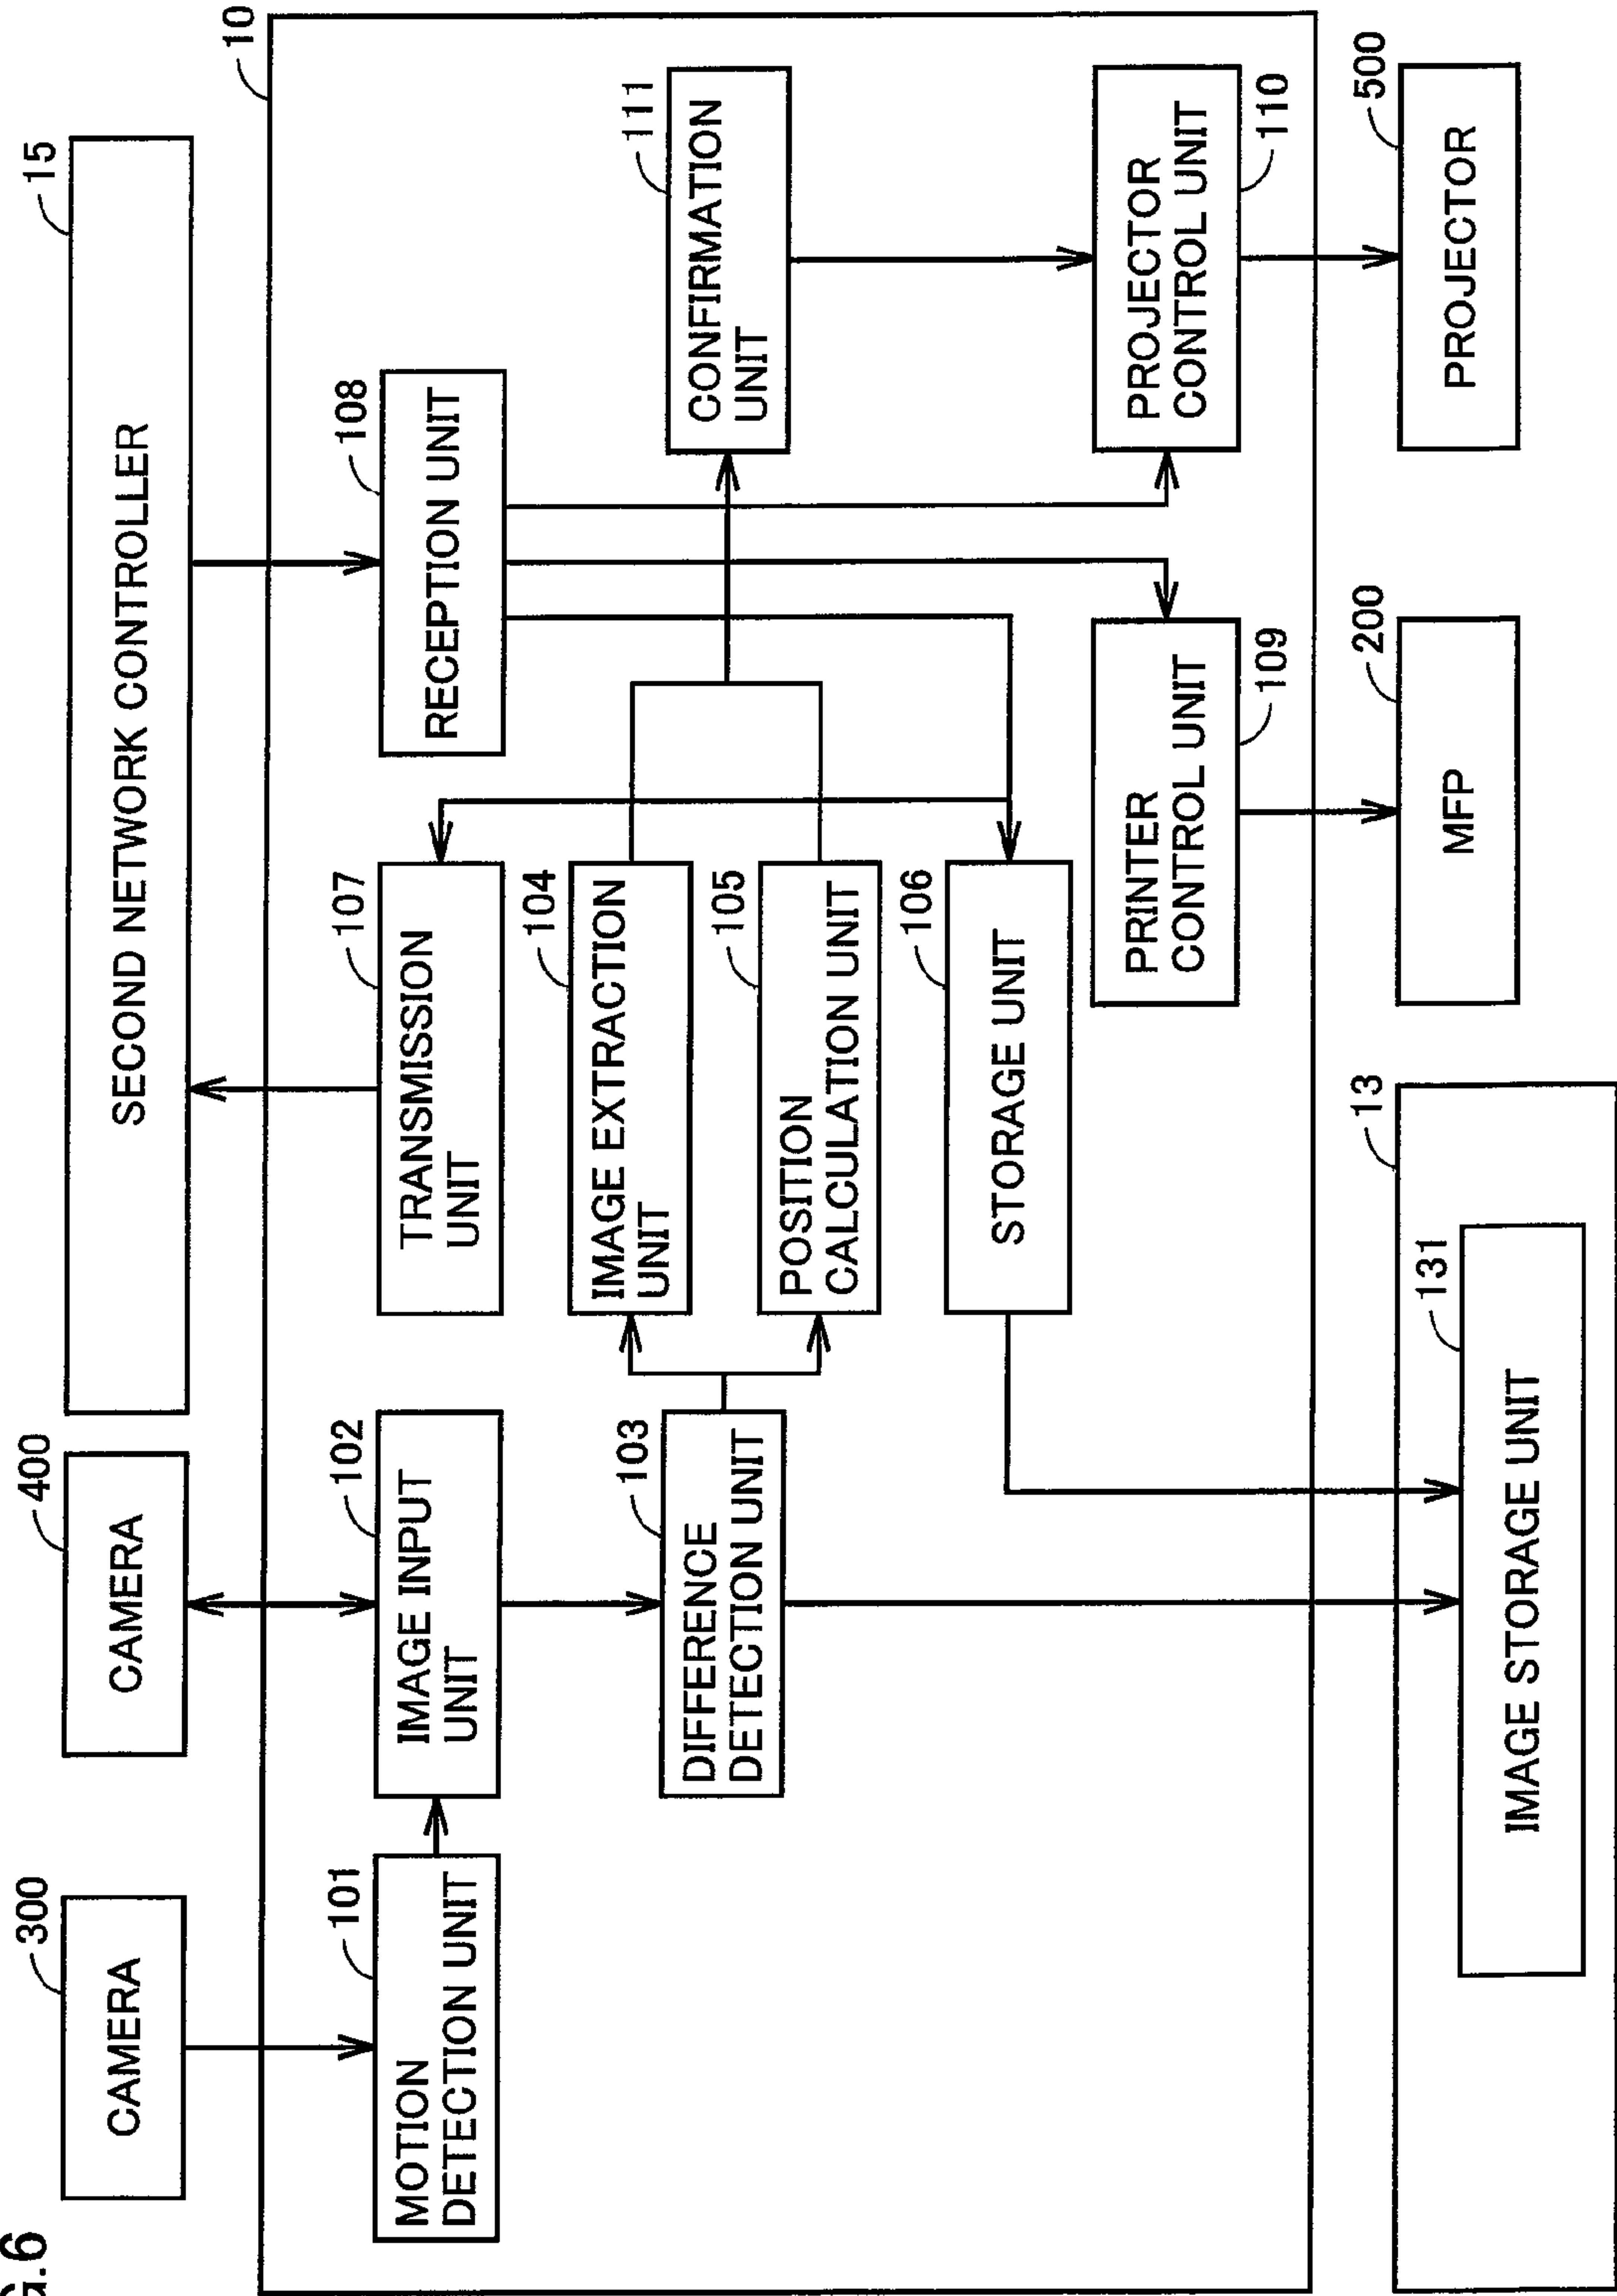 G.6
300
CAMERA
400
CAMERA
15
SECOND NETWORK CONTROLLER
10
101
MOTION
DETECTION UNIT
102
IMAGE INPUT
UNIT
107
TRANSMISSION
UNIT
108
RECEPTION UNIT
103
DIFFERENCE
DETECTION UNIT
104
IMAGE EXTRACTION
UNIT
105
POSITION
CALCULATION UNIT
106
STORAGE UNIT
111
CONFIRMATION
UNIT
PRINTER
CONTROL UNIT
109
PROJECTOR
CONTROL UNIT
110
13
131
IMAGE STORAGE UNIT
200
MFP
500
PROJECTOR